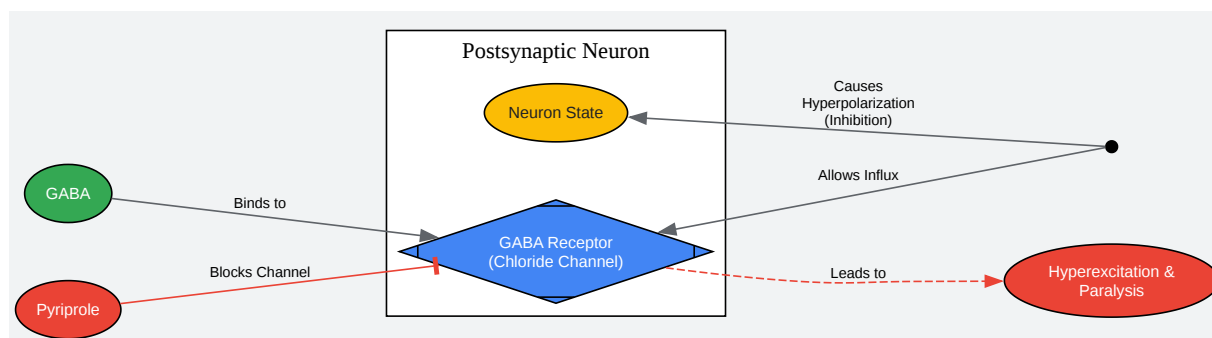 Postsynaptic Neuron
Neuron State
Causes
Hyperpolarization
(Inhibition)
Allows Influx
GABA
Binds to
GABA Receptor
(Chloride Channel)
Blocks Channel
Pyriprole
Leads to
Hyperexcitation &
Paralysis